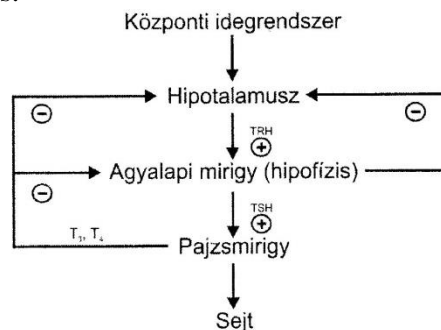 Központi idegrendszer
Hipotalamusz
TRH
Agyalapi mirigy (hipofízis)
TSH
T₃, T₄
Pajzsmirigy
Sejt